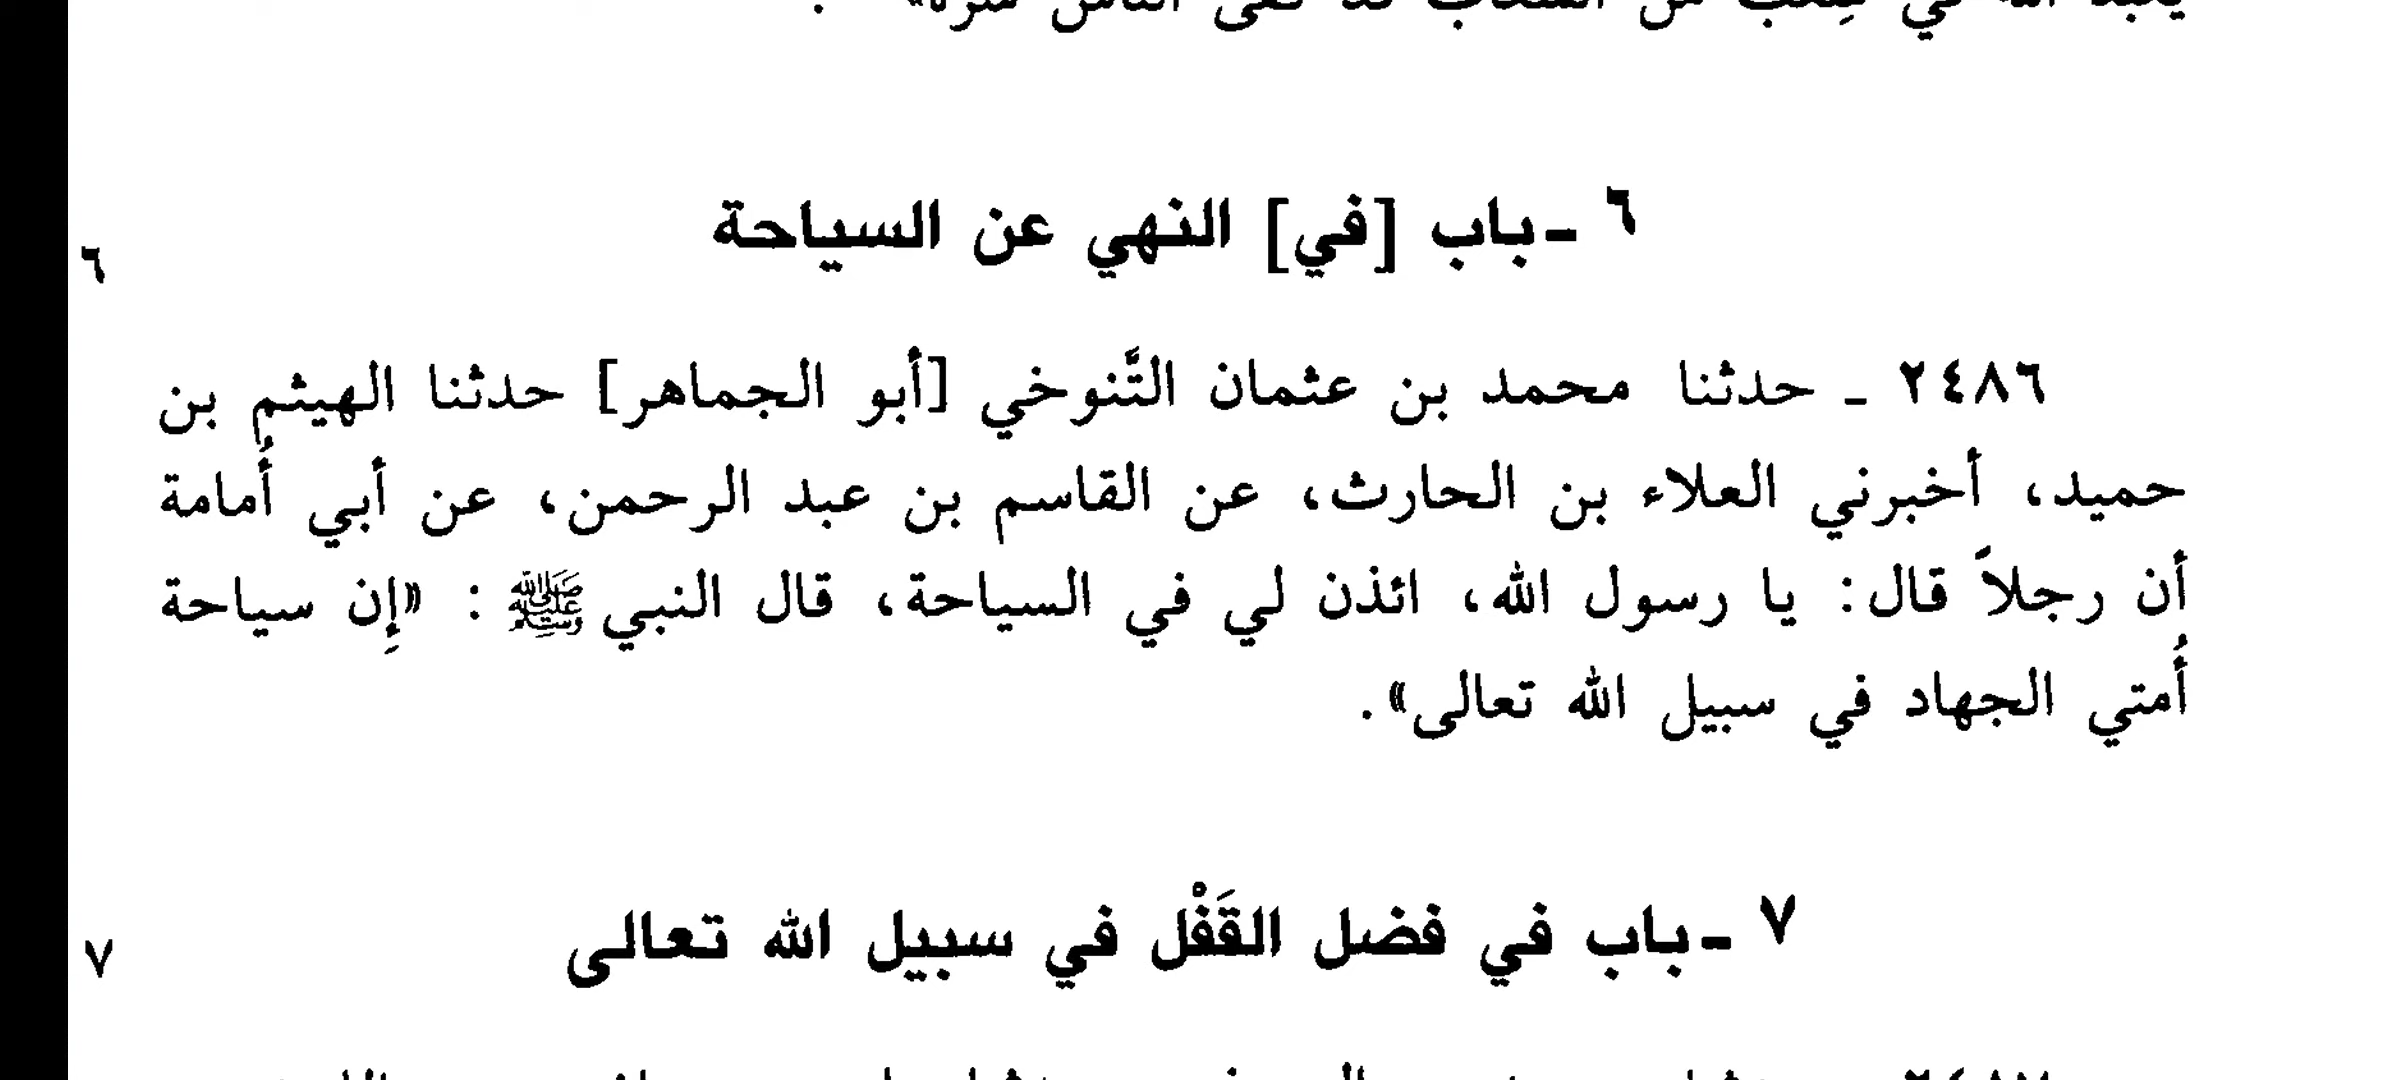 ٦ - باب [في] النهي عن السياحة
٦
٢٤٨٦ - حدثنا محمد بن عثمان التَّنوخي [أبو الجماهر] حدثنا الهيثم بن
حميد، أخبرني العلاء بن الحارث، عن القاسم بن عبد الرحمن، عن أبي أُمامة
أن رجلاً قال: يا رسول الله، ائذن لي في السياحة، قال النبي ﷺ: «إِن سياحة
أُمتي الجهاد في سبيل الله تعالى».
٧ - باب في فضل القَفْل في سبيل الله تعالى
٧